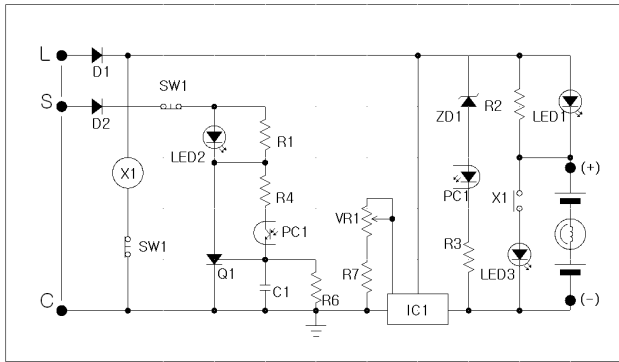 L
D1
SW1
S
D2
R1
LED2
X1
R4
SW1
PC1
Q1
C1
R6
C
VR1
R7
IC1
ZD1
R2
LED1
PC1
X1
(+)
R3
LED3
(-)